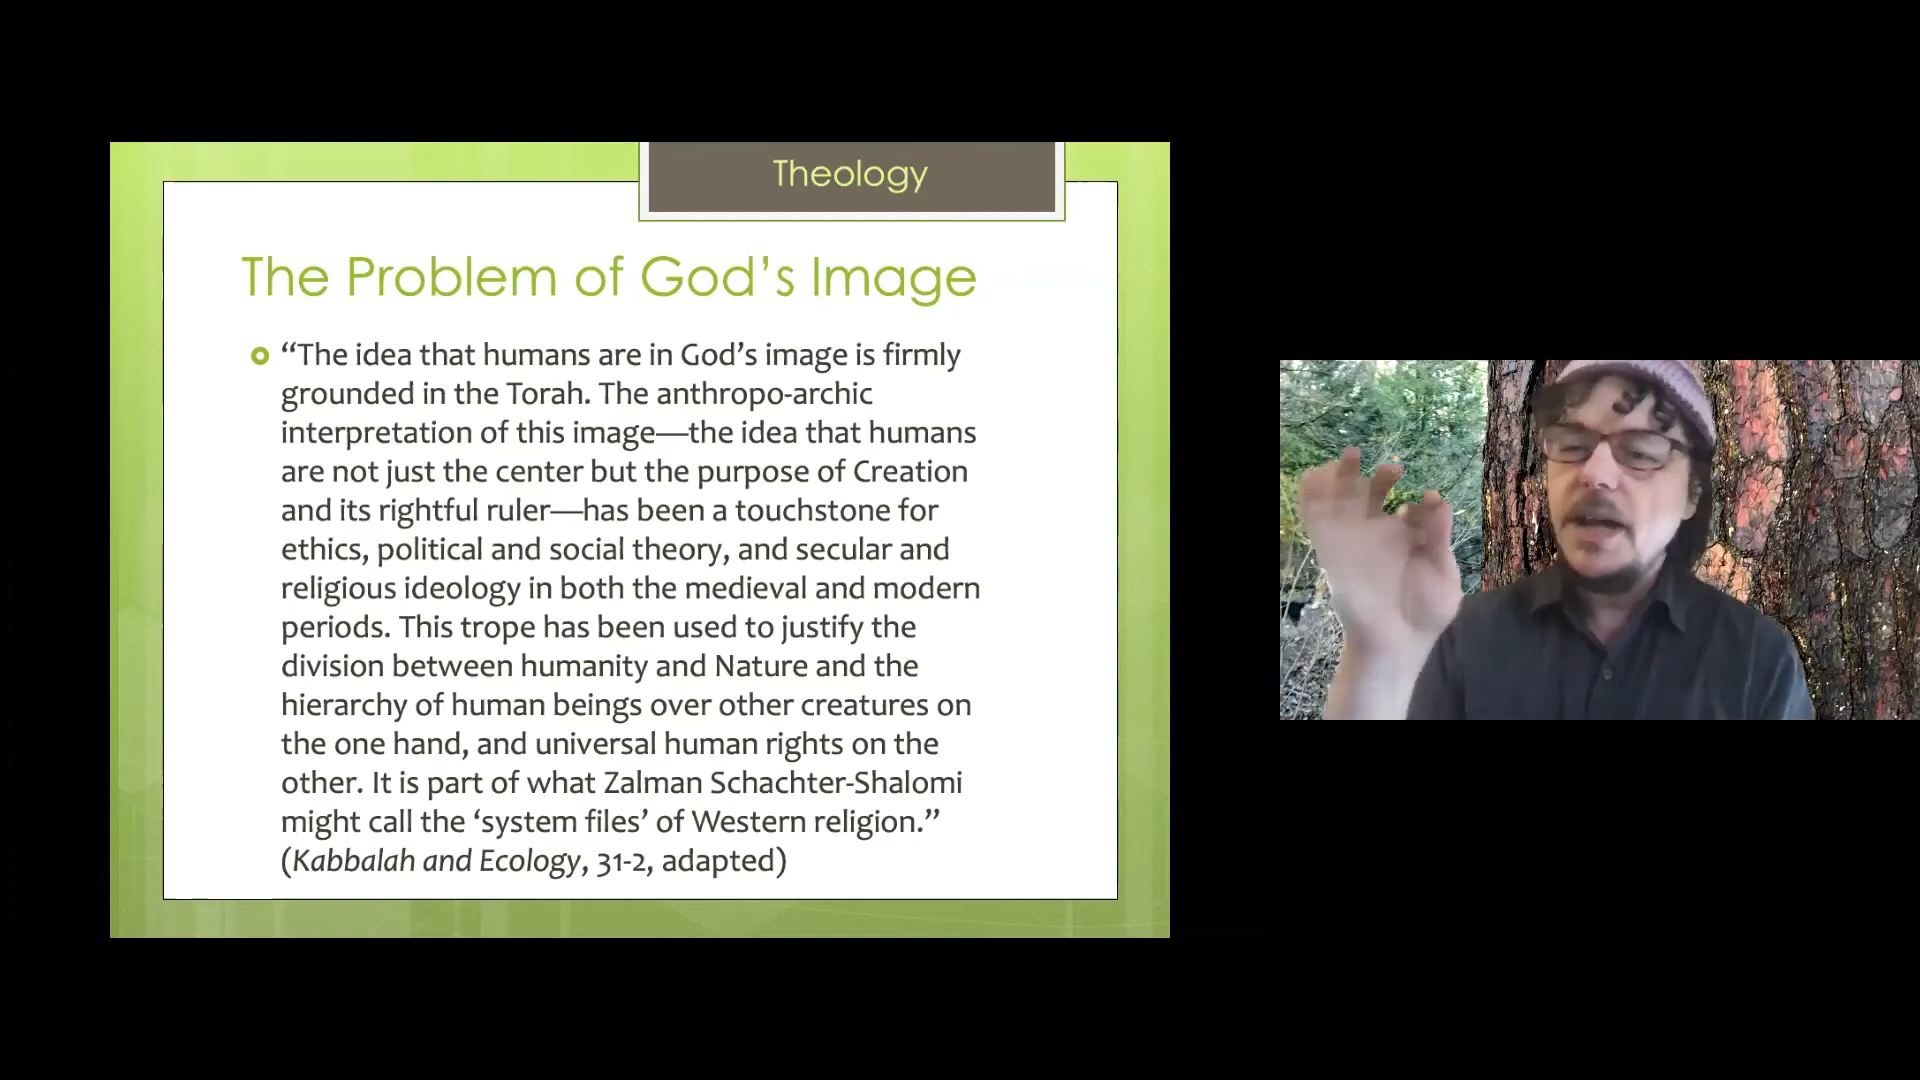 Theology
The Problem of God’s Image
“The idea that humans are in God’s image is firmly
grounded in the Torah. The anthropo-archic
interpretation of this image—the idea that humans
are not just the center but the purpose of Creation
and its rightful ruler—has been a touchstone for
ethics, political and social theory, and secular and
religious ideology in both the medieval and modern
periods. This trope has been used to justify the
division between humanity and Nature and the
hierarchy of human beings over other creatures on
the one hand, and universal human rights on the
other. It is part of what Zalman Schachter-Shalomi
might call the ‘system files’ of Western religion.”
(Kabbalah and Ecology, 31-2, adapted)